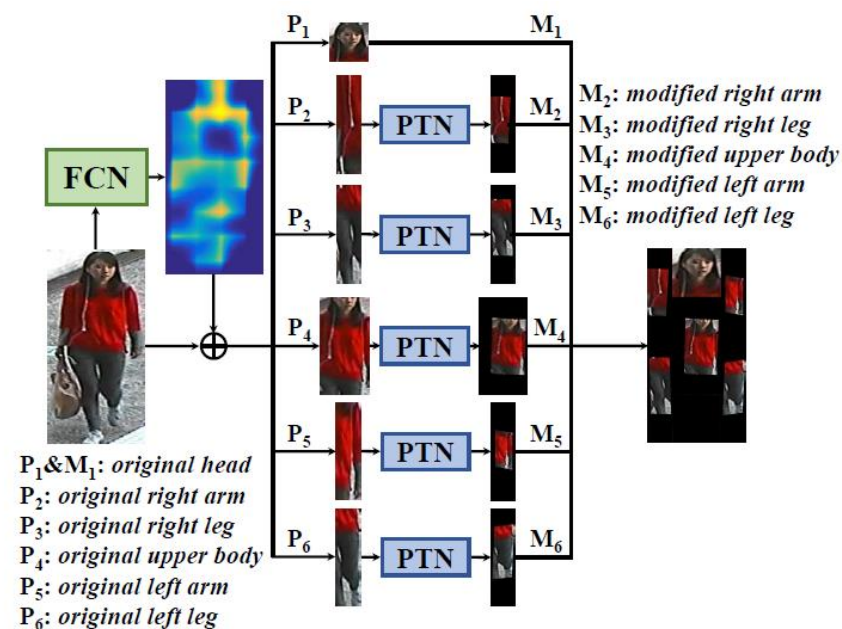 P1
M1
P2
PTN
M2
M2: modified right arm
M3: modified right leg
M4: modified upper body
M5: modified left arm
M6: modified left leg
FCN
P3
PTN
M3
P4
PTN
M4
P5
PTN
M5
P6
PTN
M6
P1&M1: original head
P2: original right arm
P3: original right leg
P4: original upper body
P5: original left arm
P6: original left leg